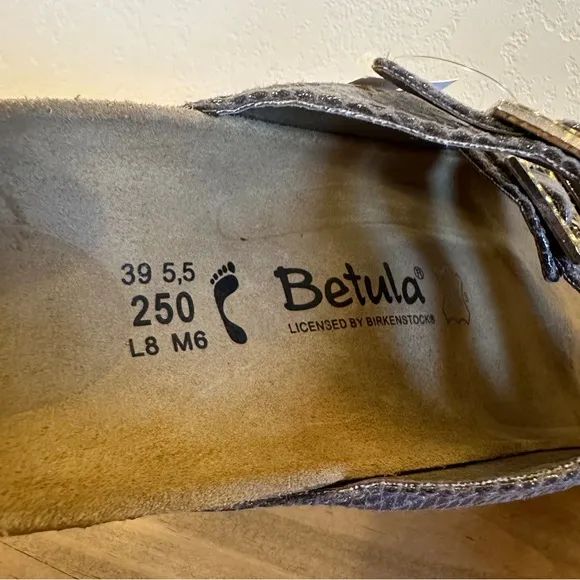 39 5,5
250
L8 M6
Betula®
LICENSED BY BIRKENSTOCK®